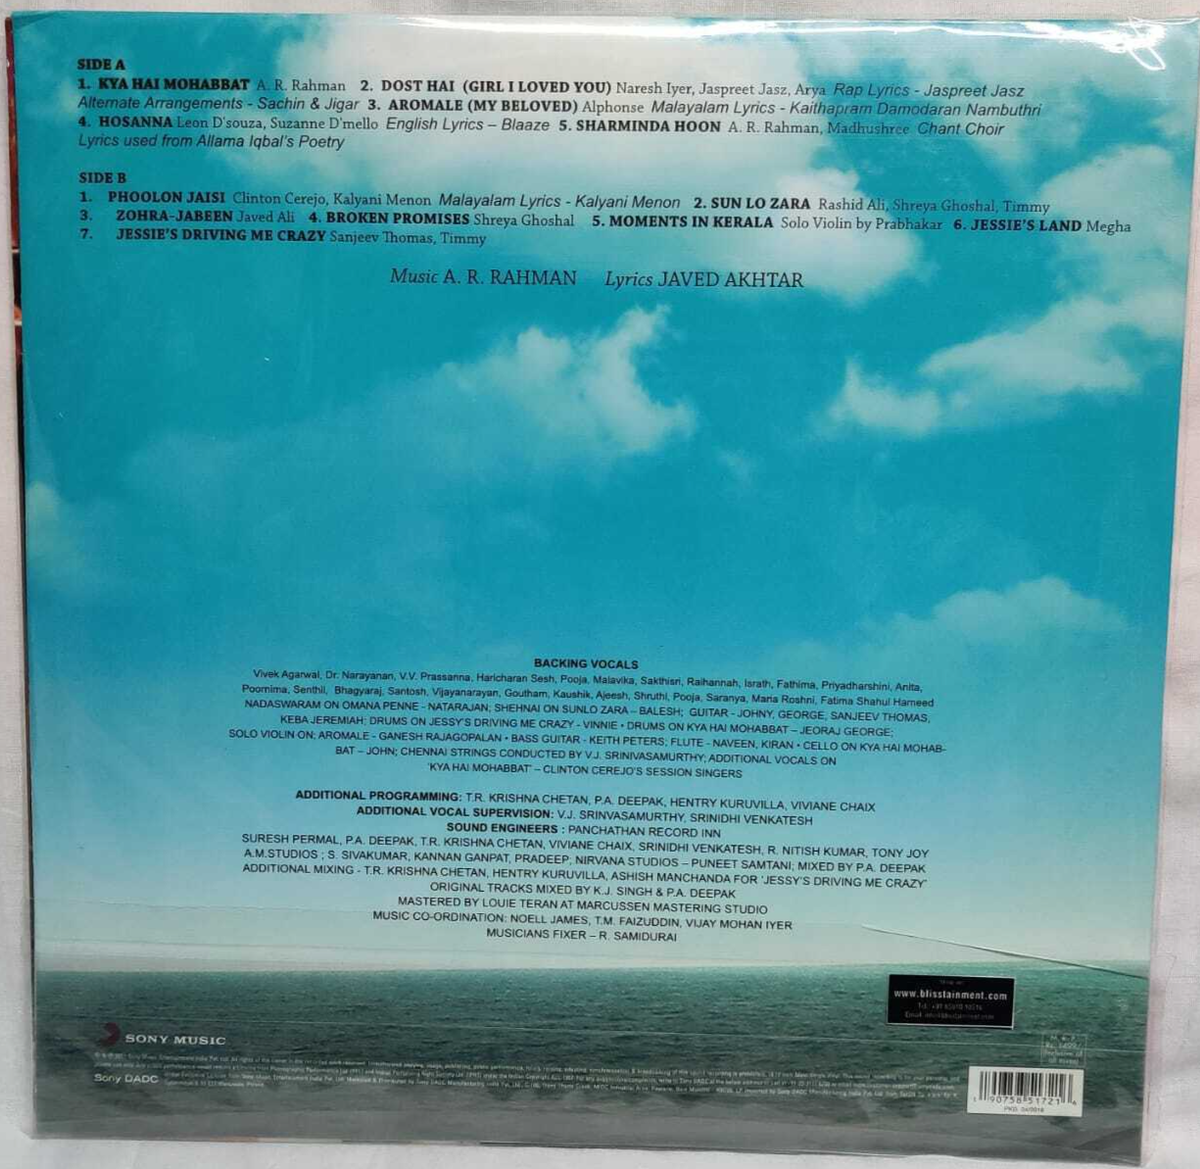 SIDE A
1. KYA HAI MOHABBAT A. R. Rahman 2. DOST HAI (GIRL I LOVED YOU) Naresh Iyer, Jaspreet Jasz, Arya Rap Lyrics - Jaspreet Jasz
Alternate Arrangements - Sachin & Jigar 3. AROMALE (MY BELOVED) Alphonse Malayalam Lyrics - Kaithapram Damodaran Nambuthri
4. HOSANNA Leon D'souza, Suzanne D'mello English Lyrics – Blaaze 5. SHARMINDA HOON A. R. Rahman, Madhushree Chant Choir
Lyrics used from Allama Iqbal's Poetry
SIDE B
1. PHOOLON JAISI Clinton Cerejo, Kalyani Menon Malayalam Lyrics - Kalyani Menon 2. SUN LO ZARA Rashid Ali, Shreya Ghoshal, Timmy
3. ZOHRA-JABEEN Javed Ali 4. BROKEN PROMISES Shreya Ghoshal 5. MOMENTS IN KERALA Solo Violin by Prabhakar 6. JESSIE'S LAND Megha
7. JESSIE'S DRIVING ME CRAZY Sanjeev Thomas, Timmy
Music A. R. RAHMAN Lyrics JAVED AKHTAR
BACKING VOCALS
Vivek Agarwal, Dr. Narayanan, V.V. Prassanna, Haricharan Sesh, Pooja, Malavika, Sakthisri, Raihannah, Israth, Fathima, Priyadharshini, Anita,
Poornima, Senthil, Bhagyaraj, Santosh, Vijayanarayan, Goutham, Kaushik, Ajeesh, Shruthi, Pooja, Saranya, Maria Roshni, Fatima Shahul Hameed
NADASWARAM ON OMANA PENNE - NATARAJAN; SHEHNAI ON SUNLO ZARA – BALESH; GUITAR - JOHNY, GEORGE, SANJEEV THOMAS,
KEBA JEREMIAH; DRUMS ON JESSY'S DRIVING ME CRAZY - VINNIE • DRUMS ON KYA HAI MOHABBAT – JEORAJ GEORGE;
SOLO VIOLIN ON; AROMALE - GANESH RAJAGOPALAN • BASS GUITAR - KEITH PETERS; FLUTE - NAVEEN, KIRAN • CELLO ON KYA HAI MOHAB-
BAT – JOHN; CHENNAI STRINGS CONDUCTED BY V.J. SRINIVASAMURTHY; ADDITIONAL VOCALS ON
'KYA HAI MOHABBAT' – CLINTON CEREJO'S SESSION SINGERS
ADDITIONAL PROGRAMMING: T.R. KRISHNA CHETAN, P.A. DEEPAK, HENTRY KURUVILLA, VIVIANE CHAIX
ADDITIONAL VOCAL SUPERVISION: V.J. SRINVASAMURTHY, SRINIDHI VENKATESH
SOUND ENGINEERS : PANCHATHAN RECORD INN
SURESH PERMAL, P.A. DEEPAK, T.R. KRISHNA CHETAN, VIVIANE CHAIX, SRINIDHI VENKATESH, R. NITISH KUMAR, TONY JOY
A.M.STUDIOS ; S. SIVAKUMAR, KANNAN GANPAT, PRADEEP; NIRVANA STUDIOS – PUNEET SAMTANI; MIXED BY P.A. DEEPAK
ADDITIONAL MIXING - T.R. KRISHNA CHETAN, HENTRY KURUVILLA, ASHISH MANCHANDA FOR 'JESSY'S DRIVING ME CRAZY'
ORIGINAL TRACKS MIXED BY K.J. SINGH & P.A. DEEPAK
MASTERED BY LOUIE TERAN AT MARCUSSEN MASTERING STUDIO
MUSIC CO-ORDINATION: NOELL JAMES, T.M. FAIZUDDIN, VIJAY MOHAN IYER
MUSICIANS FIXER – R. SAMIDURAI
www.blisstainment.com
SONY MUSIC
Sony DADC
1 90758 51721 4